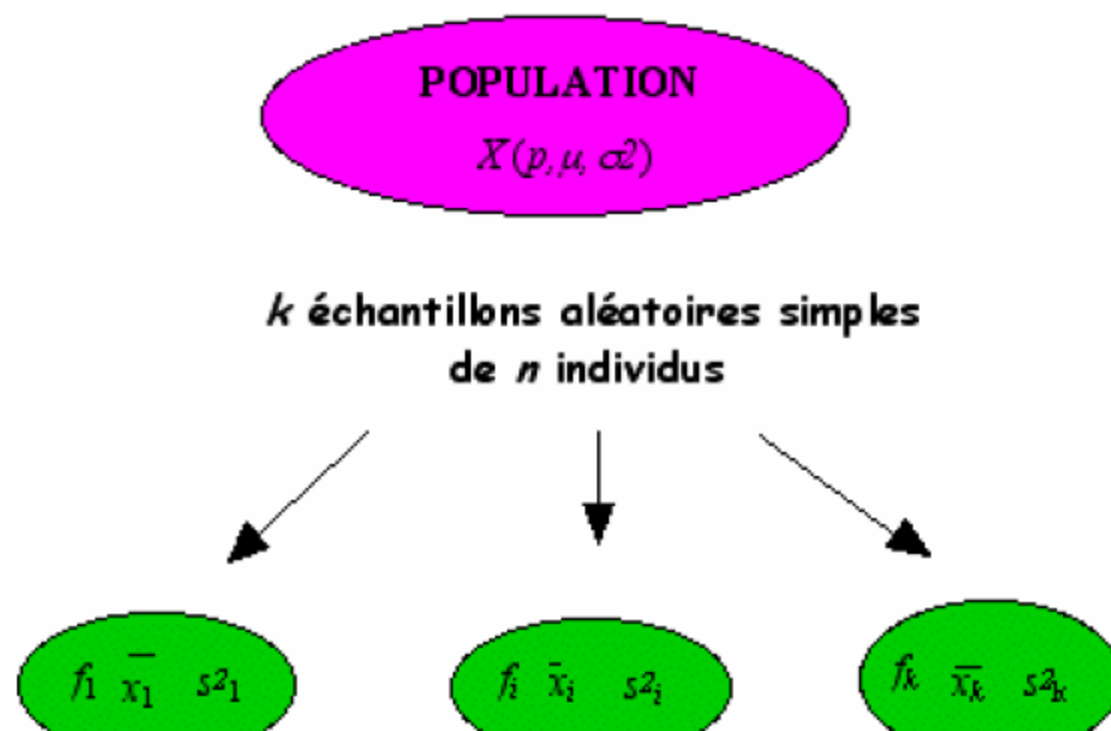 POPULATION
X(p, μ, σ2)
k échantillons aléatoires simples
de n individus
f1 x̅1 s²1
fi x̄i s²i
fk x̅k s²k